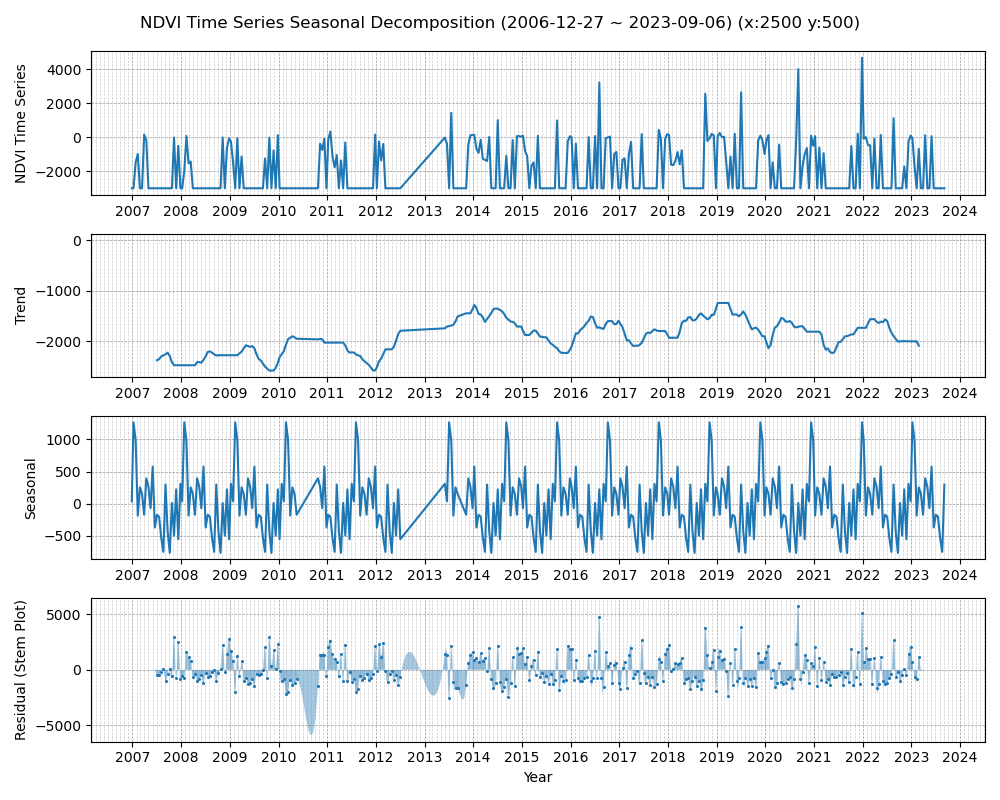 NDVI Time Series Seasonal Decomposition (2006-12-27 ~ 2023-09-06) (x:2500 y:500)
NDVI Time Series
4000
2000
0
−2000
2007 2008 2009 2010 2011 2012 2013 2014 2015 2016 2017 2018 2019 2020 2021 2022 2023 2024
Trend
0
−1000
−2000
2007 2008 2009 2010 2011 2012 2013 2014 2015 2016 2017 2018 2019 2020 2021 2022 2023 2024
Seasonal
1000
500
0
−500
2007 2008 2009 2010 2011 2012 2013 2014 2015 2016 2017 2018 2019 2020 2021 2022 2023 2024
Residual (Stem Plot)
5000
0
−5000
2007 2008 2009 2010 2011 2012 2013 2014 2015 2016 2017 2018 2019 2020 2021 2022 2023 2024
Year